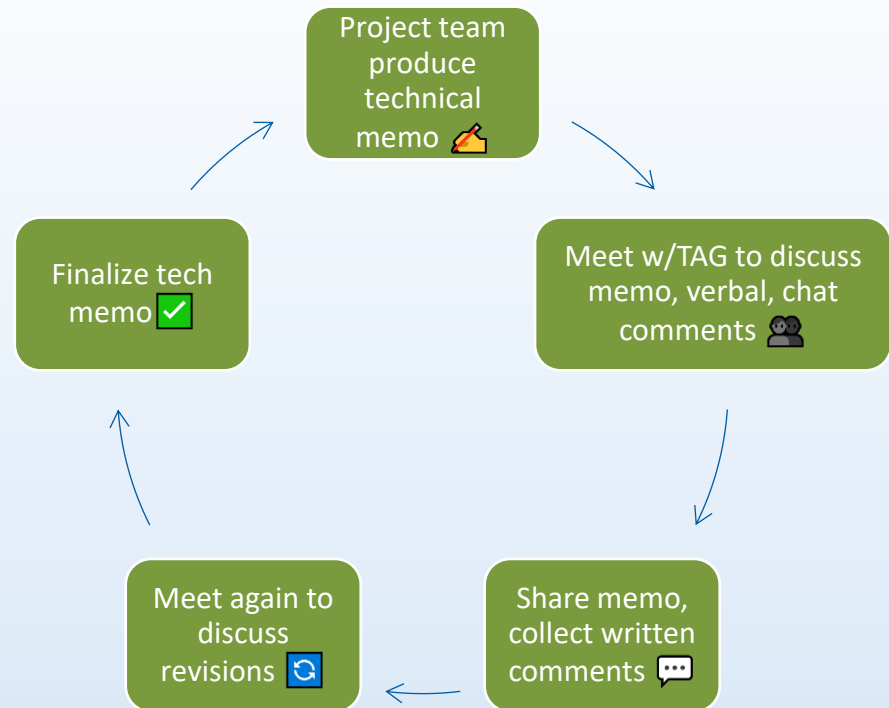 Project team
produce
technical
memo ✍
Meet w/TAG to discuss
memo, verbal, chat
comments 👥
Share memo,
collect written
comments 💬
Meet again to
discuss
revisions 🔄
Finalize tech
memo ✅